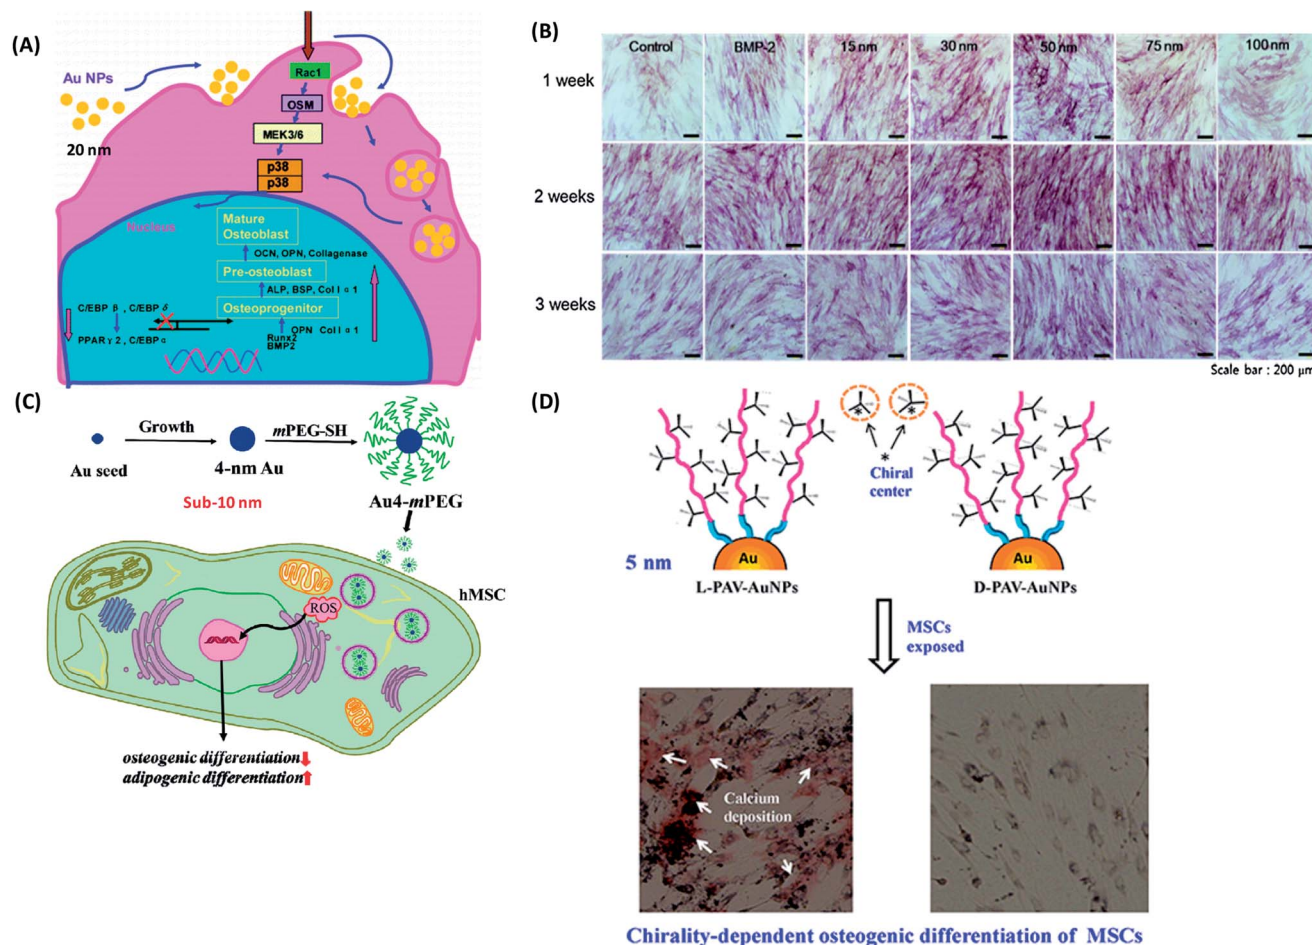 (A)
Au NPs
20 nm
Rac1
OSM
MEK3/6
p38
p38
Nucleus
Mature
Osteoblast
OCN, OPN, Collagenase
Pre-osteoblast
ALP, BSP, Col I α 1
Osteoprogenitor
OPN Col I α 1
Runx2
BMP2
C/EBP β , C/EBP δ
PPAR γ 2 , C/EBP α
(B)
Control BMP-2 15 nm 30 nm 50 nm 75 nm 100 nm
1 week
2 weeks
3 weeks
Scale bar : 200 µm
(C)
Growth
mPEG-SH
Au seed
4-nm Au
Sub-10 nm
Au4-mPEG
hMSC
ROS
osteogenic differentiation
adipogenic differentiation
(D)
*
*
*
Chiral
center
5 nm
Au
Au
L-PAV-AuNPs
D-PAV-AuNPs
MSCs
exposed
Calcium
deposition
Chirality-dependent osteogenic differentiation of MSCs